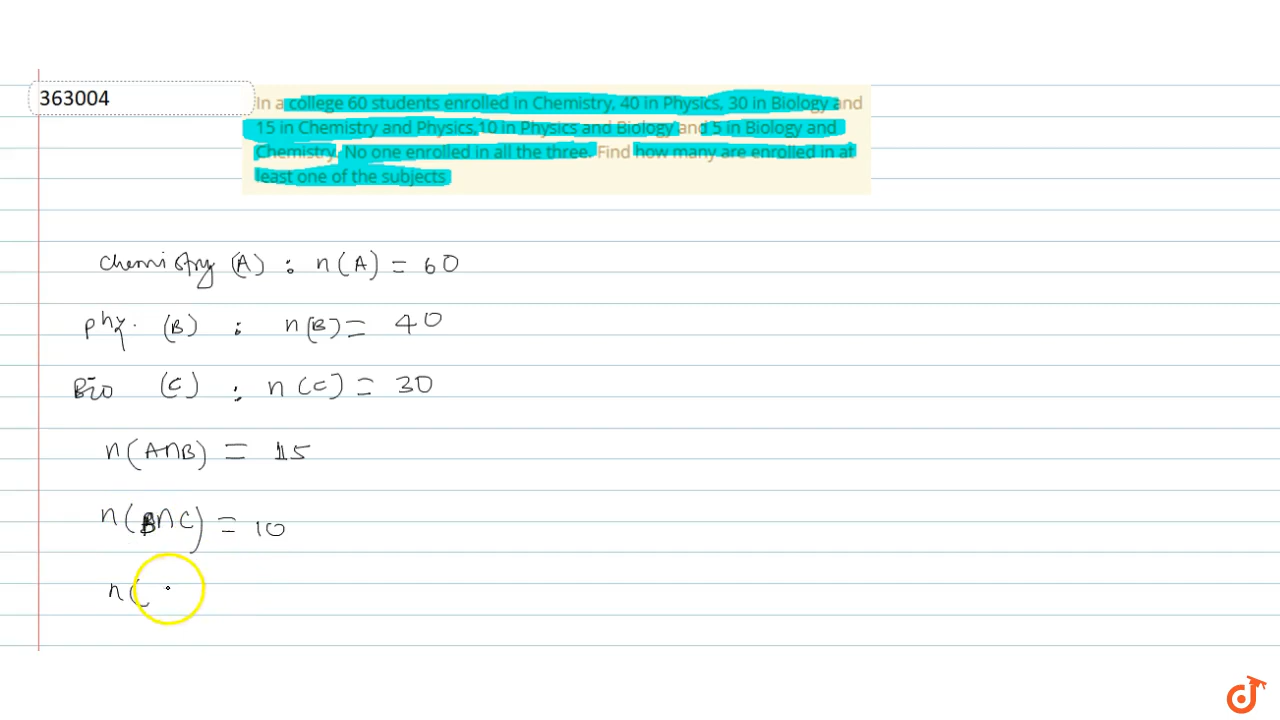 363004
In a college 60 students enrolled in Chemistry, 40 in Physics, 30 in Biology and
15 in Chemistry and Physics,10 in Physics and Biology and 5 in Biology and
Chemistry. No one enrolled in all the three. Find how many are enrolled in at
least one of the subjects
Chemistry (A) : n(A) = 60
phy. (B) : n(B) = 40
Bio (C) : n(C) = 30
n(A∩B) = 15
n(B∩C) = 10
n(